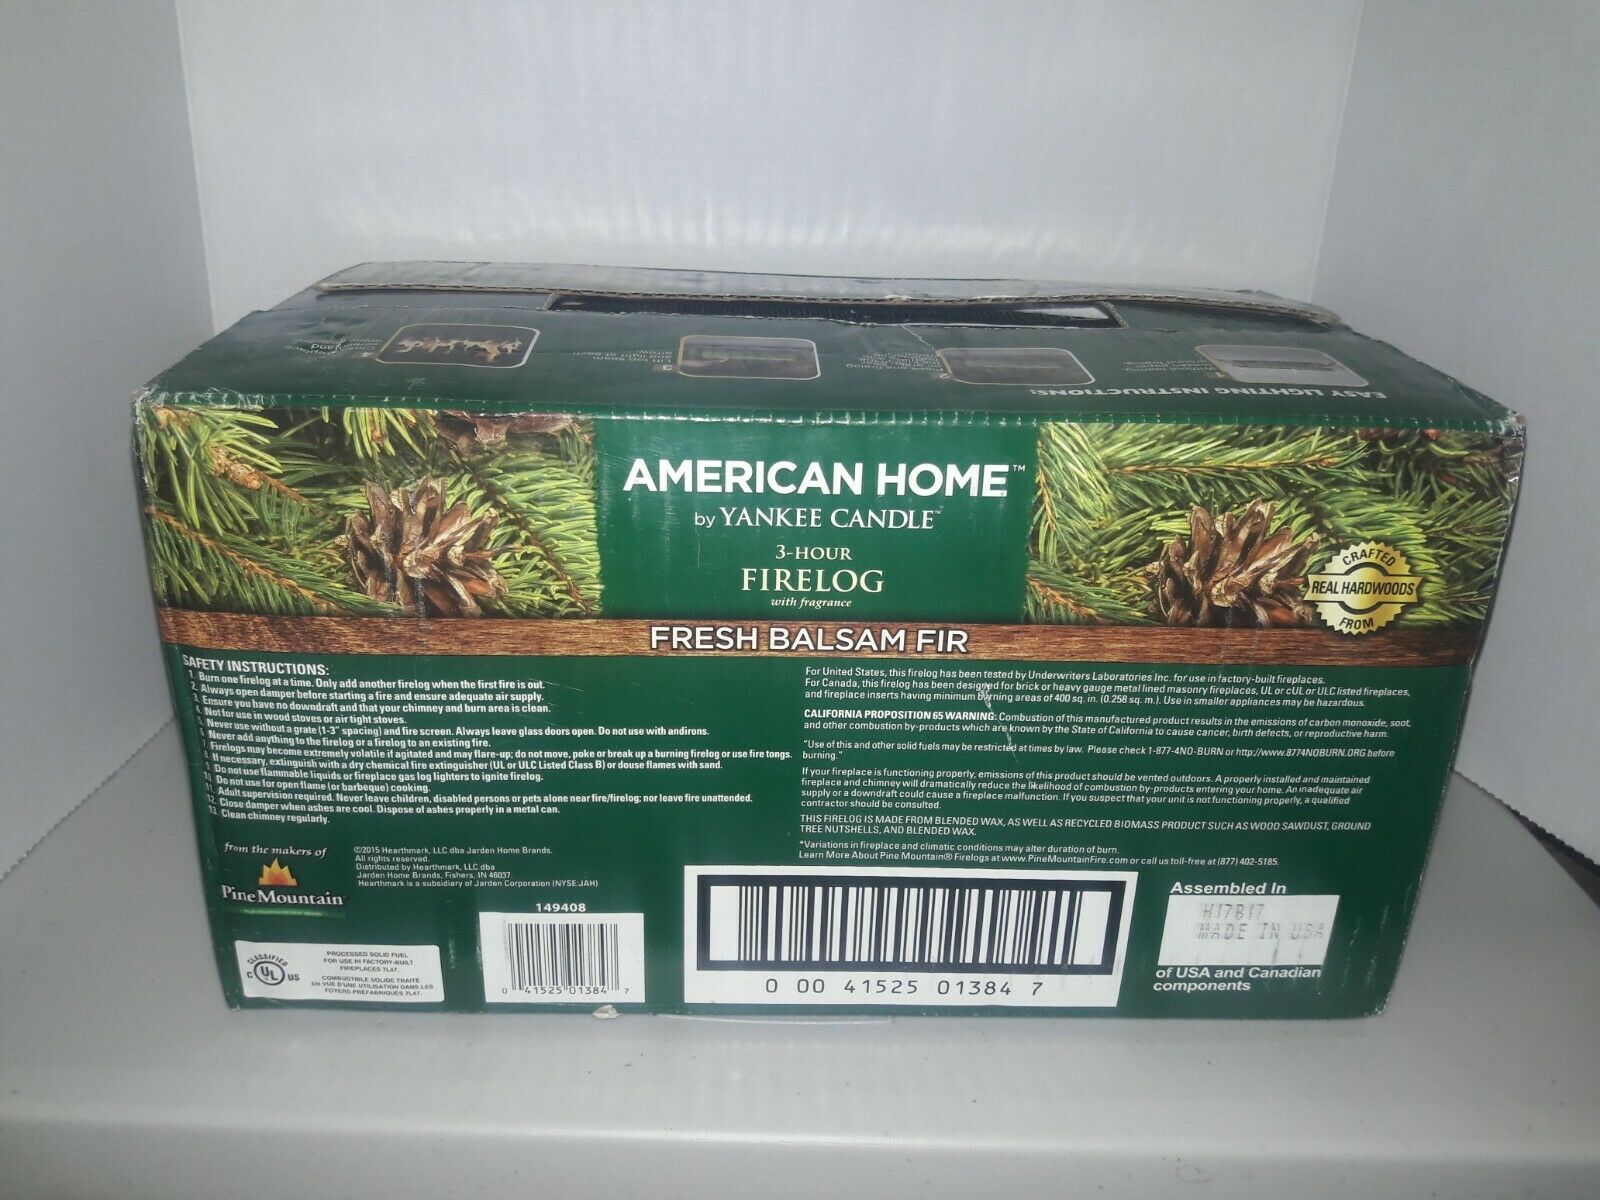 EASY LIGHTING INSTRUCTIONS:
AMERICAN HOME™
by YANKEE CANDLE™
3-HOUR
FIRELOG
with fragrance
FRESH BALSAM FIR
CRAFTED
REAL HARDWOODS
FROM
SAFETY INSTRUCTIONS:
1. Burn one firelog at a time. Only add another firelog when the first fire is out.
2. Always open damper before starting a fire and ensure adequate air supply.
3. Ensure you have no downdraft and that your chimney and burn area is clean.
4. Not for use in wood stoves or air tight stoves.
5. Never use without a grate (1-3" spacing) and fire screen. Always leave glass doors open. Do not use with andirons.
6. Never add anything to the firelog or a firelog to an existing fire.
7. Firelogs may become extremely volatile if agitated and may flare-up; do not move, poke or break up a burning firelog or use fire tongs.
8. If necessary, extinguish with a dry chemical fire extinguisher (UL or ULC Listed Class B) or douse flames with sand.
9. Do not use flammable liquids or fireplace gas log lighters to ignite firelog.
10. Do not use for open flame (or barbeque) cooking.
11. Adult supervision required. Never leave children, disabled persons or pets alone near fire/firelog; nor leave fire unattended.
12. Close damper when ashes are cool. Dispose of ashes properly in a metal can.
13. Clean chimney regularly.
For United States, this firelog has been tested by Underwriters Laboratories Inc. for use in factory-built fireplaces.
For Canada, this firelog has been designed for brick or heavy gauge metal lined masonry fireplaces, UL or cUL or ULC listed fireplaces,
and fireplace inserts having minimum burning areas of 400 sq. in. (0.258 sq. m.). Use in smaller appliances may be hazardous.
CALIFORNIA PROPOSITION 65 WARNING: Combustion of this manufactured product results in the emissions of carbon monoxide, soot,
and other combustion by-products which are known by the State of California to cause cancer, birth defects, or reproductive harm.
"Use of this and other solid fuels may be restricted at times by law. Please check 1-877-4NO-BURN or http://www.8774NOBURN.ORG before
burning."
If your fireplace is functioning properly, emissions of this product should be vented outdoors. A properly installed and maintained
fireplace and chimney will dramatically reduce the likelihood of combustion by-products entering your home. An inadequate air
supply or a downdraft could cause a fireplace malfunction. If you suspect that your unit is not functioning properly, a qualified
contractor should be consulted.
THIS FIRELOG IS MADE FROM BLENDED WAX, AS WELL AS RECYCLED BIOMASS PRODUCT SUCH AS WOOD SAWDUST, GROUND
TREE NUTSHELLS, AND BLENDED WAX.
*Variations in fireplace and climatic conditions may alter duration of burn.
Learn More About Pine Mountain® Firelogs at www.PineMountainFire.com or call us toll-free at (877) 402-5185.
from the makers of
PineMountain®
©2015 Hearthmark, LLC dba Jarden Home Brands.
All rights reserved.
Distributed by Hearthmark, LLC dba
Jarden Home Brands, Fishers, IN 46037.
Hearthmark is a subsidiary of Jarden Corporation (NYSE:JAH)
CLASSIFIED
C UL US
PROCESSED SOLID FUEL
FOR USE IN FACTORY-BUILT
FIREPLACES 7L47.
COMBUSTIBLE SOLIDE TRAITÉ
EN VUE D'UNE UTILISATION DANS LES
FOYERS PRÉFABRIQUÉS 7L47.
149408
0 41525 01384 7
0 00 41525 01384 7
Assembled In
H17B17
MADE IN USA
of USA and Canadian
components